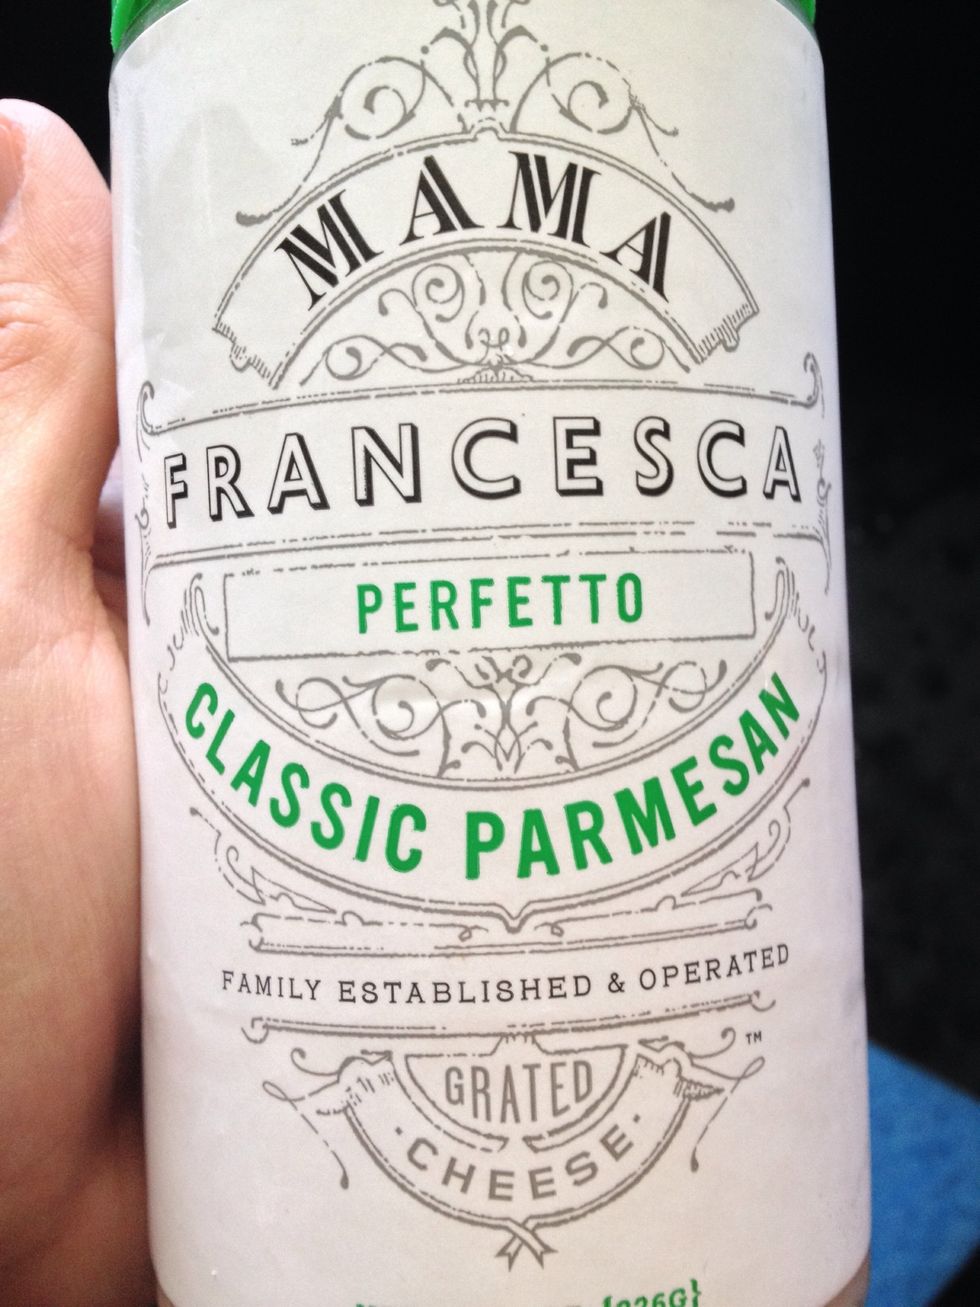 MAMA
FRANCESCA
PERFETTO
CLASSIC PARMESAN
FAMILY ESTABLISHED & OPERATED
™
GRATED
·CHEESE·